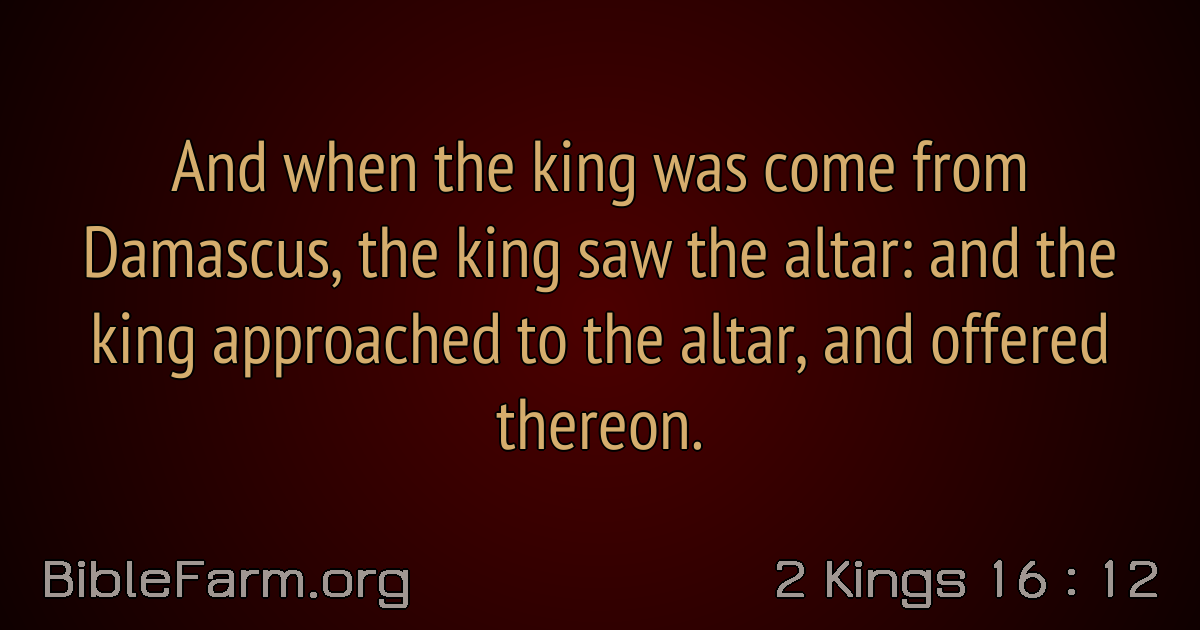 And when the king was come from
Damascus, the king saw the altar: and the
king approached to the altar, and offered
thereon.
BibleFarm.org
2 Kings 16 : 12